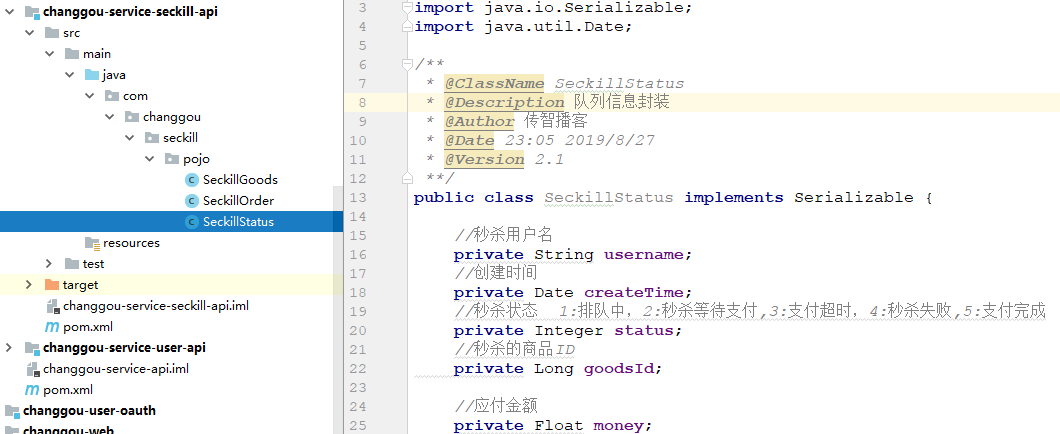 changgou-service-seckill-api
src
main
java
com
changgou
seckill
pojo
SeckillGoods
SeckillOrder
SeckillStatus
resources
test
target
changgou-service-seckill-api.iml
pom.xml
changgou-service-user-api
changgou-service-api.iml
pom.xml
changgou-user-oauth
changgou-web
3 import java.io.Serializable;
4 import java.util.Date;
5
6 /**
7 * @ClassName SeckillStatus
8 * @Description 队列信息封装
9 * @Author 传智播客
10 * @Date 23:05 2019/8/27
11 * @Version 2.1
12 **/
13 public class SeckillStatus implements Serializable {
14
15 //秒杀用户名
16 private String username;
17 //创建时间
18 private Date createTime;
19 //秒杀状态  1:排队中，2:秒杀等待支付,3:支付超时，4:秒杀失败,5:支付完成
20 private Integer status;
21 //秒杀的商品ID
22 private Long goodsId;
23
24 //应付金额
25 private Float money;